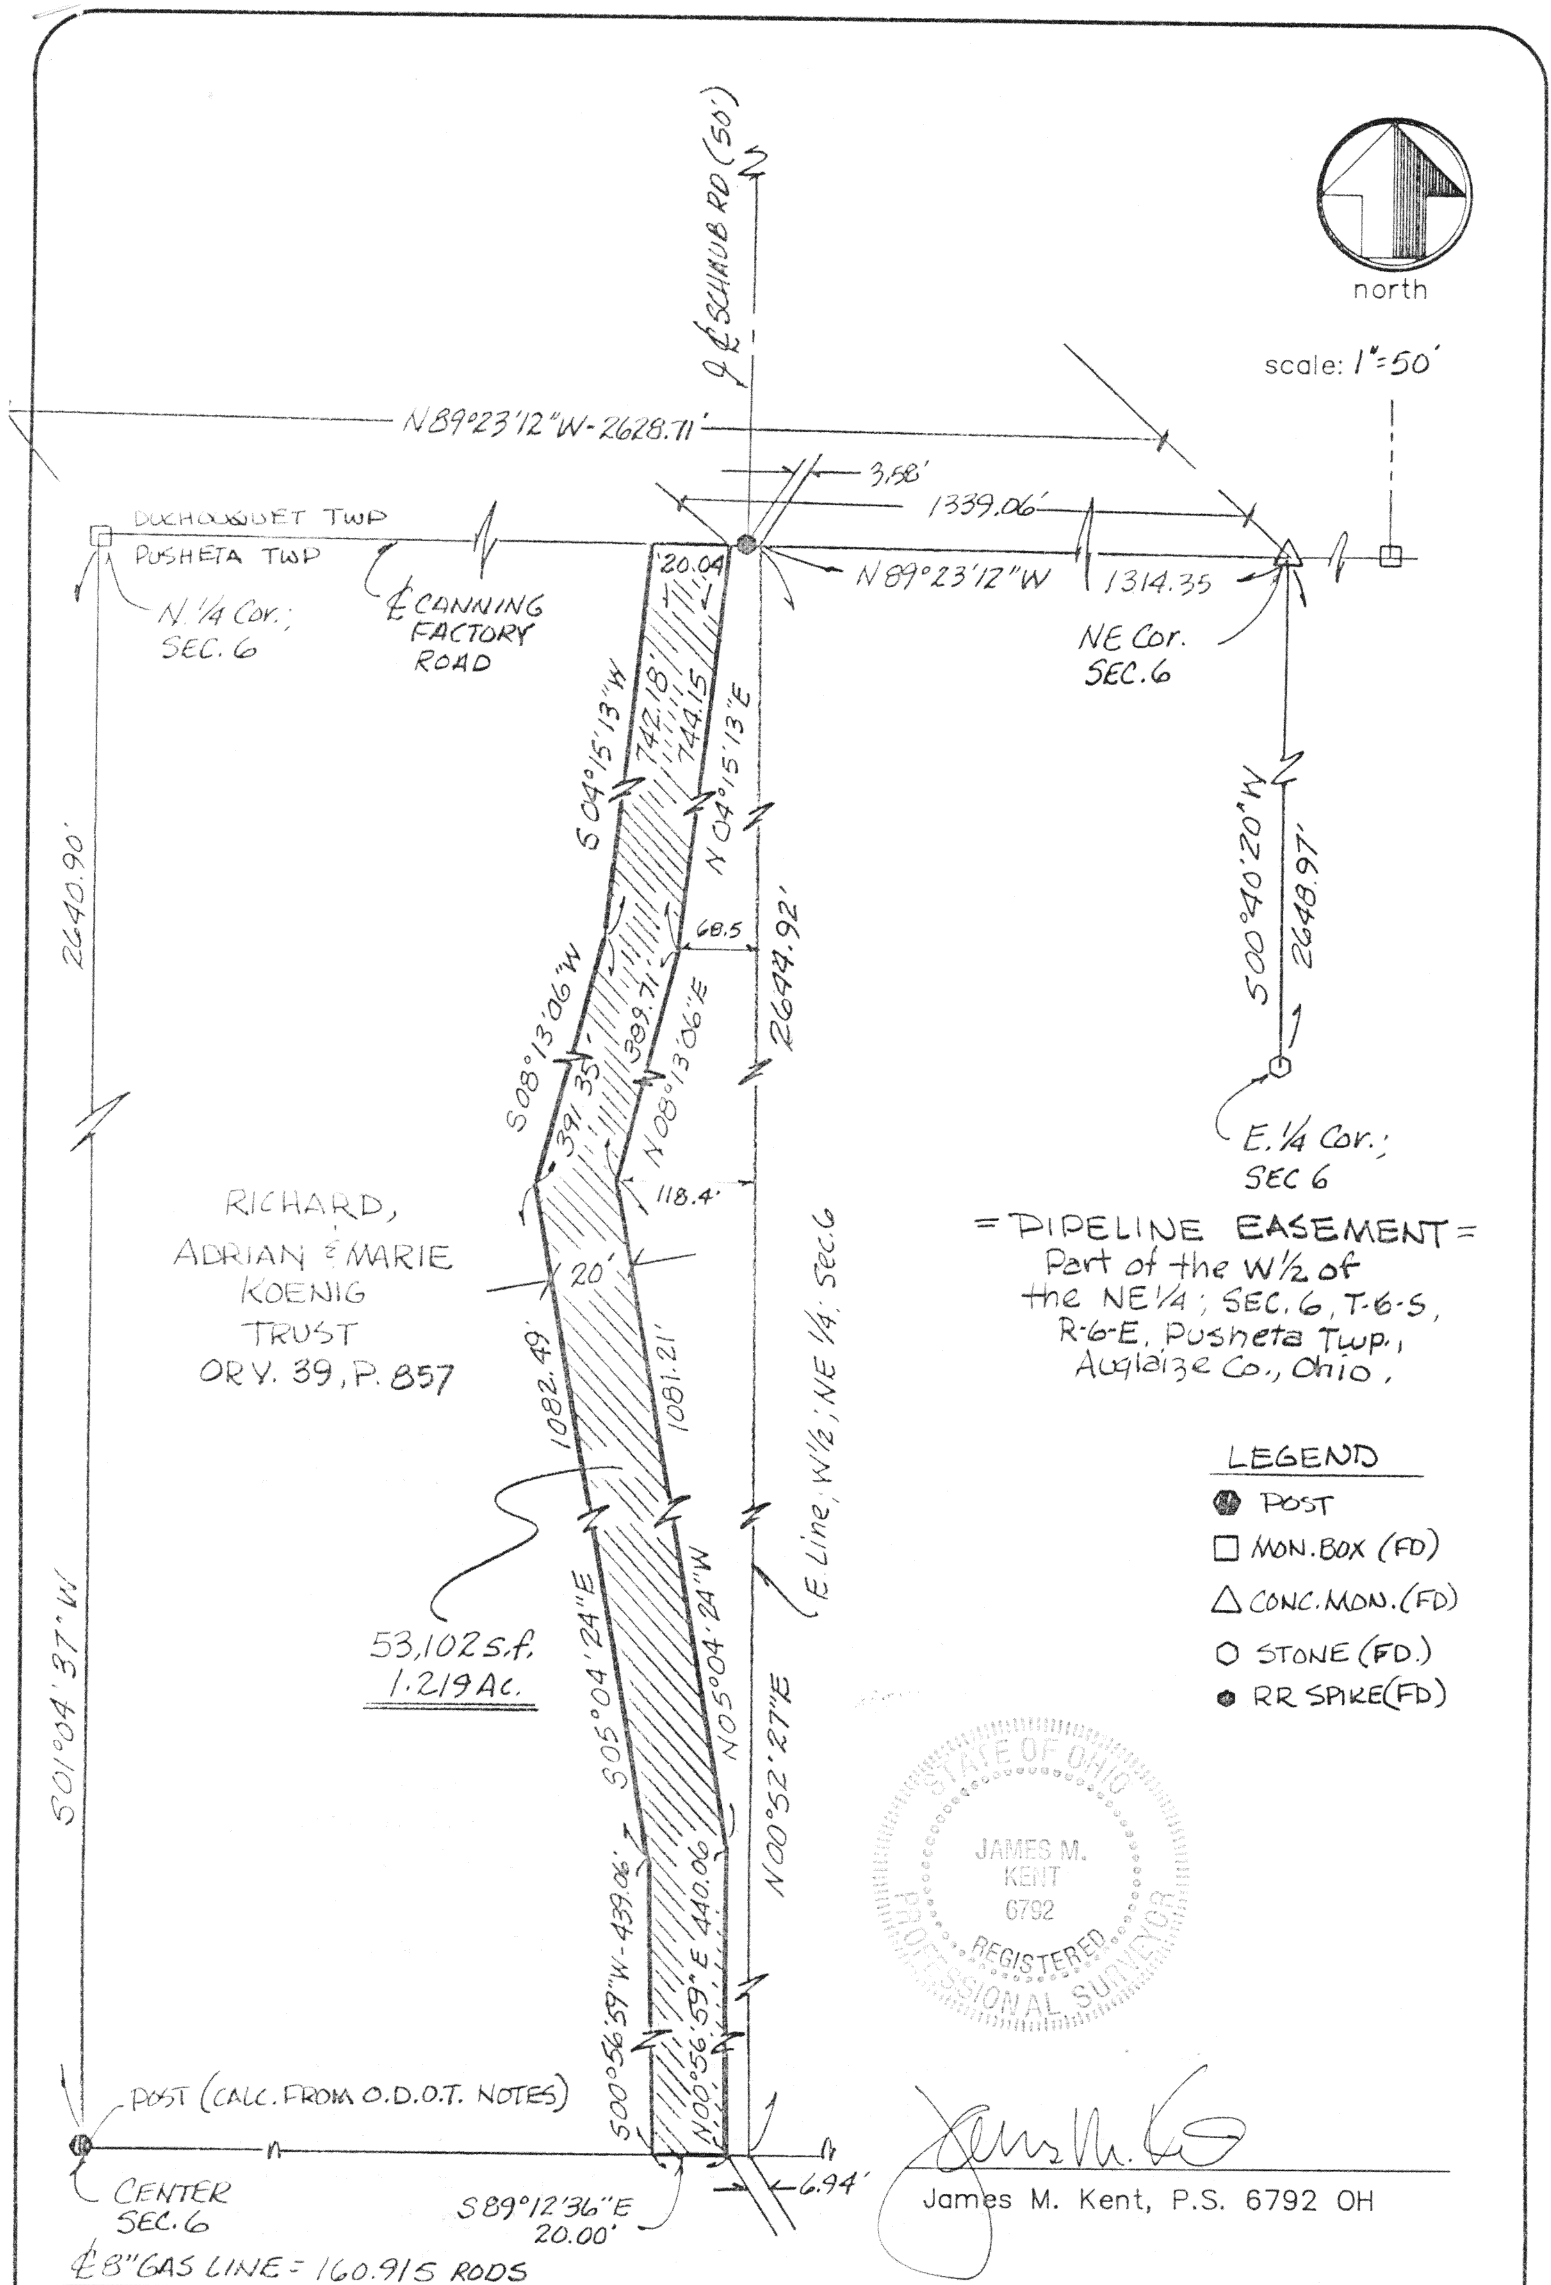 ℄ SCHAUB RD (50')
north
scale: 1"=50'
N89°23'12"W-2628.71'
3.58'
1339.06'
DUCHOUQUET TWP
PUSHETA TWP
'20.04
N89°23'12"W
1314.35
N. 1/4 Cor.;
SEC. 6
℄ CANNING
FACTORY
ROAD
NE Cor.
SEC. 6
S04°15'13"W
742.18'
744.15
N04°15'13"E
2640.90'
68.5
2644.92'
S00°40'20"W
2648.97'
S08°13'06"W
391.35'
389.71'
N08°13'06"E
E. 1/4 Cor.;
SEC 6
118.4'
RICHARD,
ADRIAN & MARIE
KOENIG
TRUST
OR V. 39, P. 857
20'
= PIPELINE EASEMENT =
Part of the W 1/2 of
the NE 1/4; SEC. 6, T-6-S,
R-6-E, Pusheta Twp.,
Auglaize Co., Ohio.
1082.49'
1081.21'
E. Line; W 1/2; NE 1/4; Sec. 6
LEGEND
POST
MON. BOX (FD)
CONC. MON. (FD)
STONE (FD.)
RR SPIKE (FD)
53,102 s.f.
1.219 Ac.
S01°04'37"W
S05°04'24"E
N05°04'24"W
N00°52'27"E
STATE OF OHIO
JAMES M.
KENT
6792
REGISTERED
PROFESSIONAL SURVEYOR
S00°56'59"W-439.06'
N00°56'59"E 440.06
POST (CALC. FROM O.D.O.T. NOTES)
CENTER
SEC. 6
S89°12'36"E
20.00'
6.94'
James M. Kent
James M. Kent, P.S. 6792 OH
℄ 8" GAS LINE = 160.915 RODS